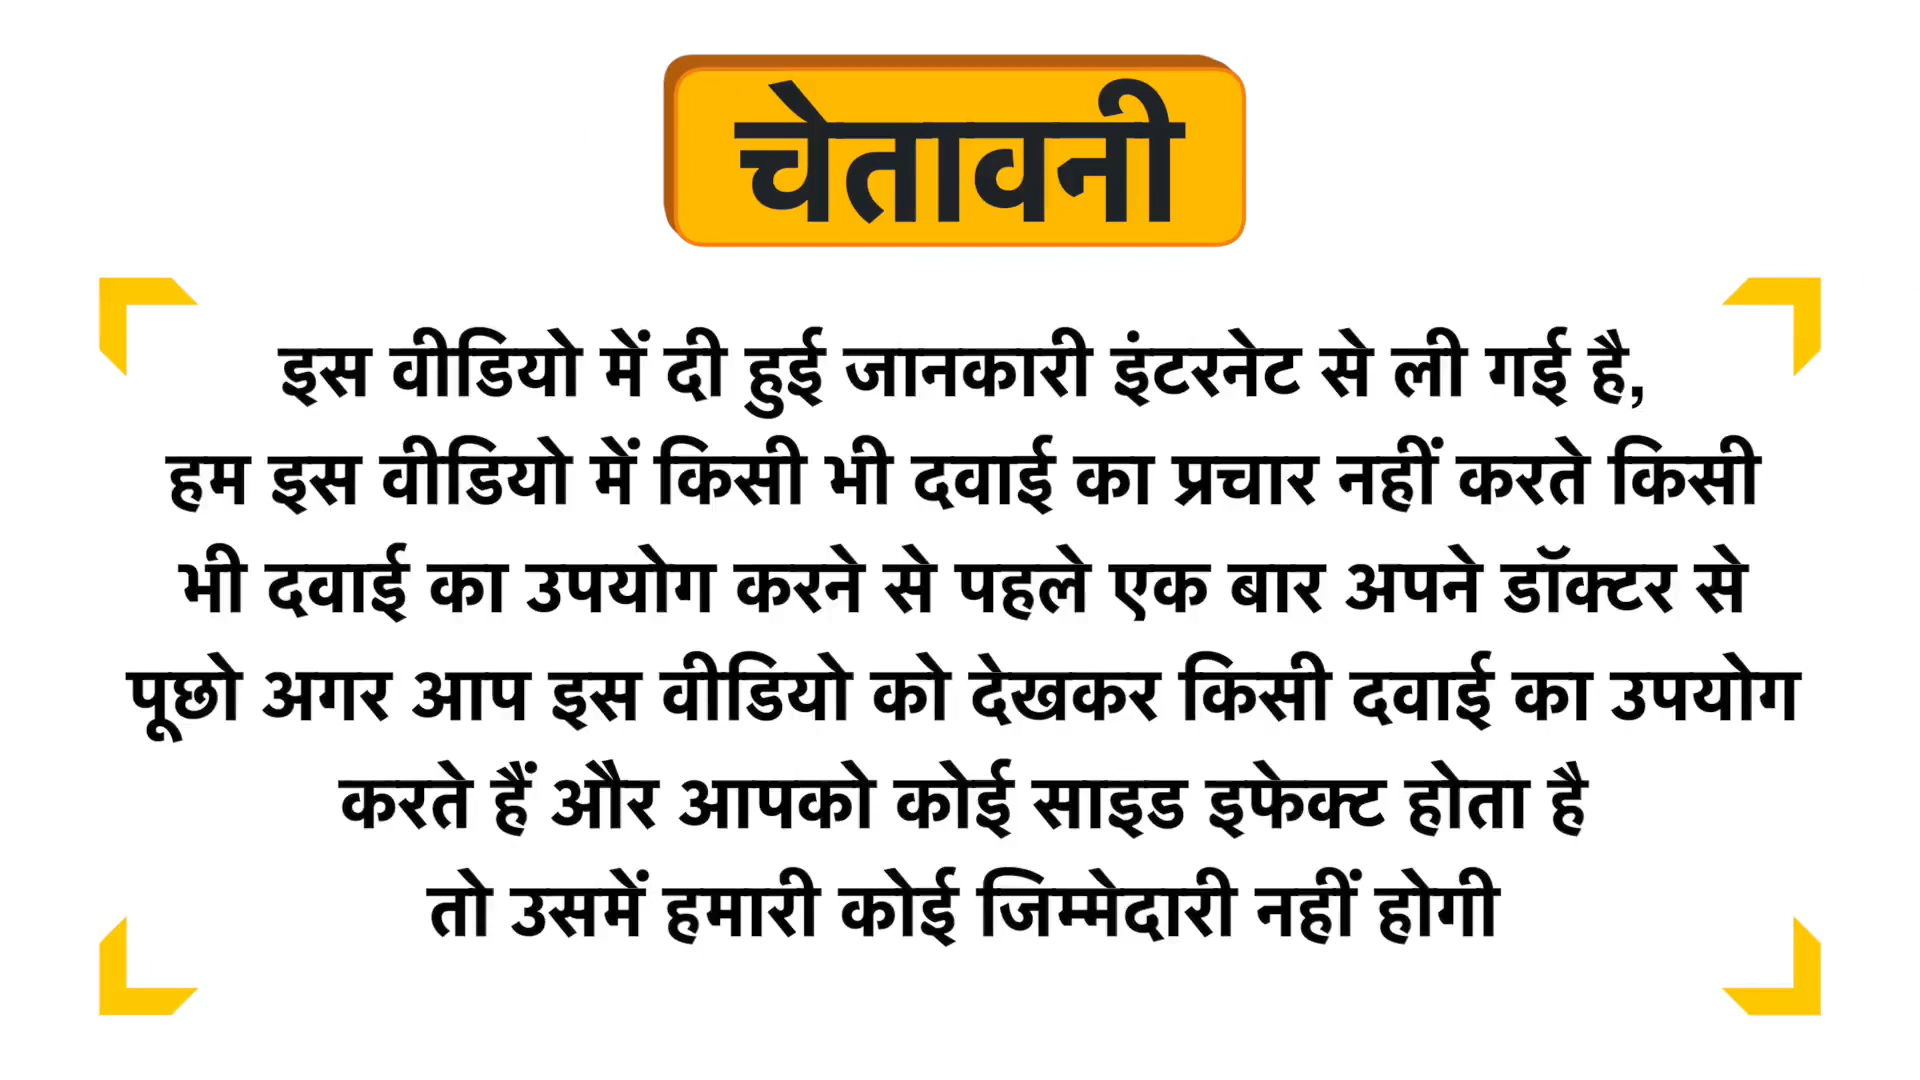 चेतावनी
इस वीडियो में दी हुई जानकारी इंटरनेट से ली गई है,
हम इस वीडियो में किसी भी दवाई का प्रचार नहीं करते किसी
भी दवाई का उपयोग करने से पहले एक बार अपने डॉक्टर से
पूछो अगर आप इस वीडियो को देखकर किसी दवाई का उपयोग
करते हैं और आपको कोई साइड इफेक्ट होता है
तो उसमें हमारी कोई जिम्मेदारी नहीं होगी